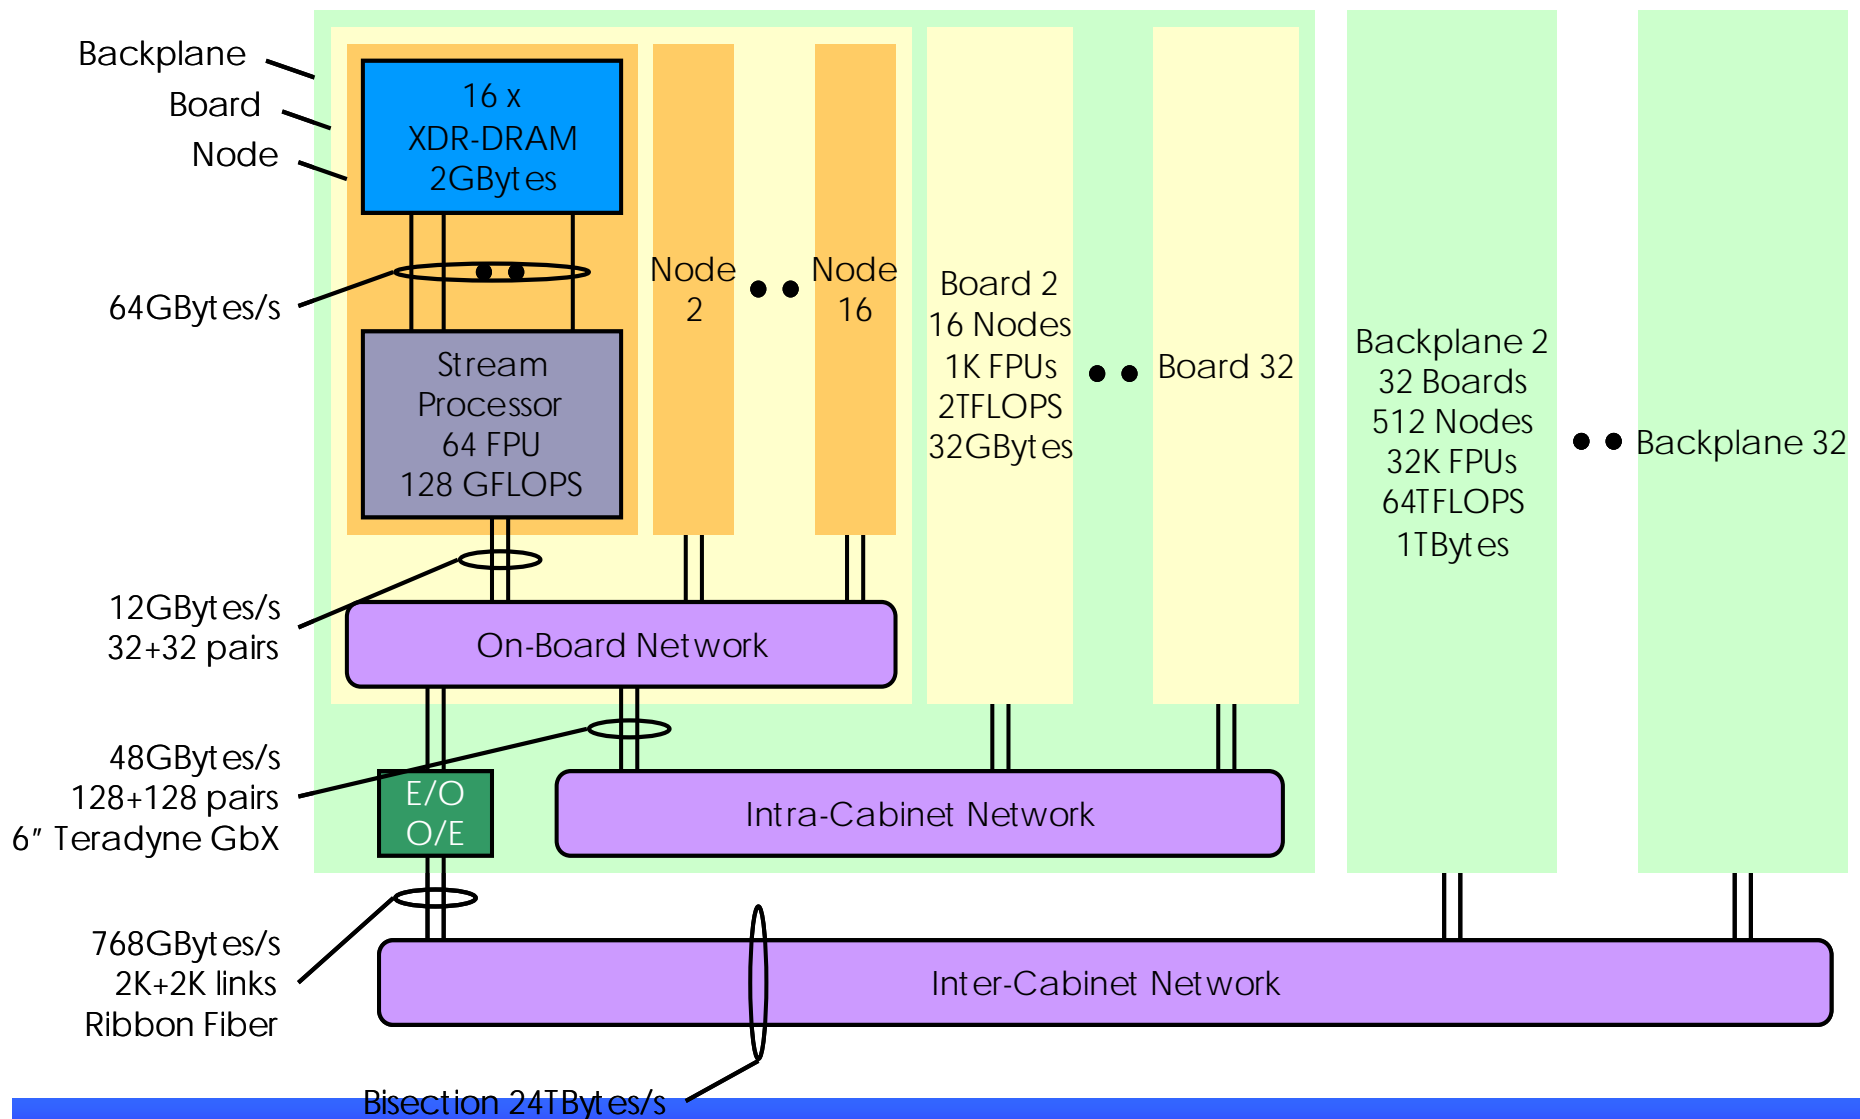 Backplane
Board
Node
16 x
XDR-DRAM
2GBytes
64GBytes/s
Stream
Processor
64 FPU
128 GFLOPS
Node
2
Node
16
Board 2
16 Nodes
1K FPUs
2TFLOPS
32GBytes
Board 32
Backplane 2
32 Boards
512 Nodes
32K FPUs
64TFLOPS
1TBytes
Backplane 32
12GBytes/s
32+32 pairs
On-Board Network
48GBytes/s
128+128 pairs
6" Teradyne GbX
E/O
O/E
Intra-Cabinet Network
768GBytes/s
2K+2K links
Ribbon Fiber
Inter-Cabinet Network
Bisection 24TBytes/s